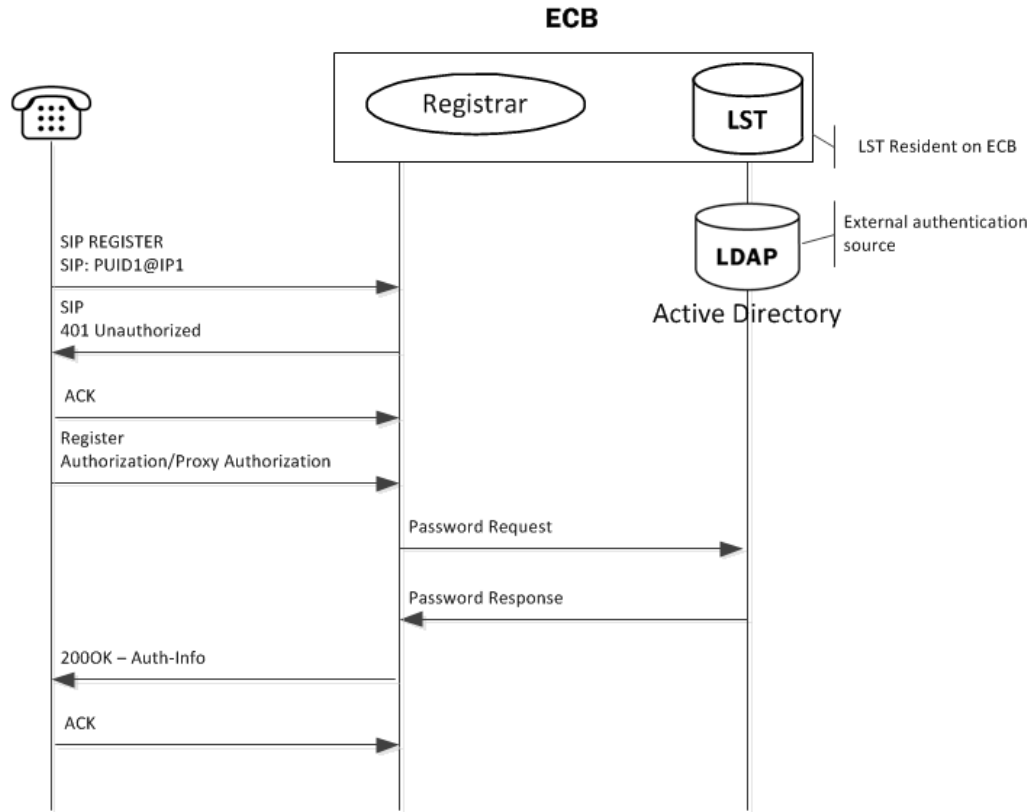 ECB
Registrar
LST
LST Resident on ECB
External authentication
source
LDAP
Active Directory
SIP REGISTER
SIP: PUID1@IP1
SIP
401 Unauthorized
ACK
Register
Authorization/Proxy Authorization
Password Request
Password Response
200OK – Auth-Info
ACK